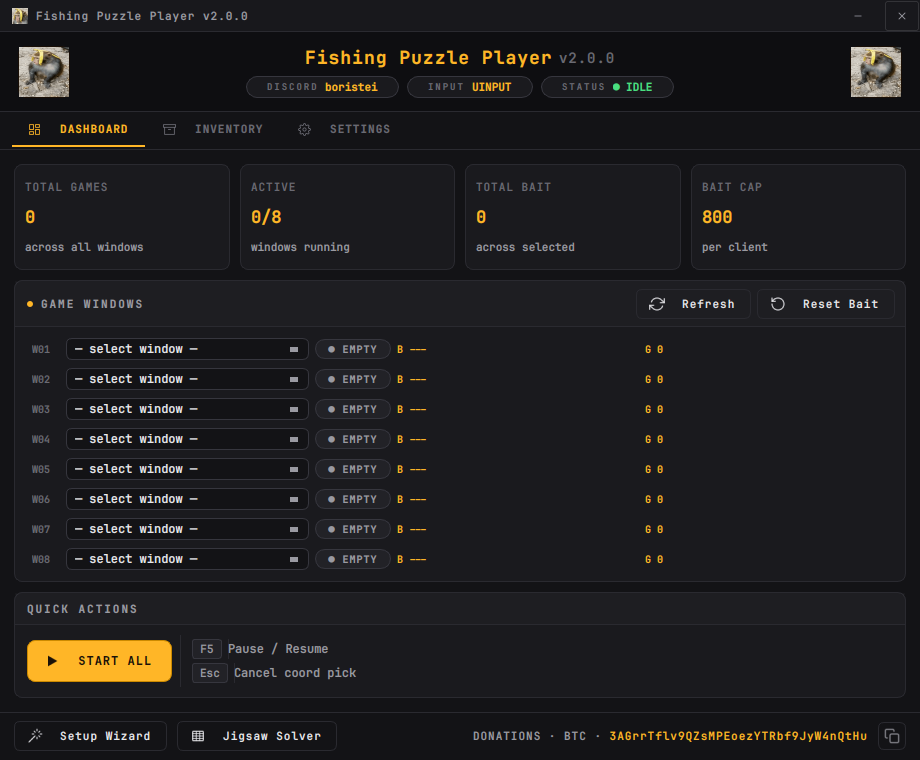 Fishing Puzzle Player v2.0.0
Fishing Puzzle Player v2.0.0
DISCORD boristei INPUT UINPUT STATUS IDLE
DASHBOARD INVENTORY SETTINGS
TOTAL GAMES
0
across all windows
ACTIVE
0/8
windows running
TOTAL BAIT
0
across selected
BAIT CAP
800
per client
GAME WINDOWS Refresh Reset Bait
W01 — select window — EMPTY B --- G 0
W02 — select window — EMPTY B --- G 0
W03 — select window — EMPTY B --- G 0
W04 — select window — EMPTY B --- G 0
W05 — select window — EMPTY B --- G 0
W06 — select window — EMPTY B --- G 0
W07 — select window — EMPTY B --- G 0
W08 — select window — EMPTY B --- G 0
QUICK ACTIONS
START ALL
F5 Pause / Resume
Esc Cancel coord pick
Setup Wizard Jigsaw Solver DONATIONS · BTC · 3AGrrTflv9QZsMPEoezYTRbf9JyW4nQtHu